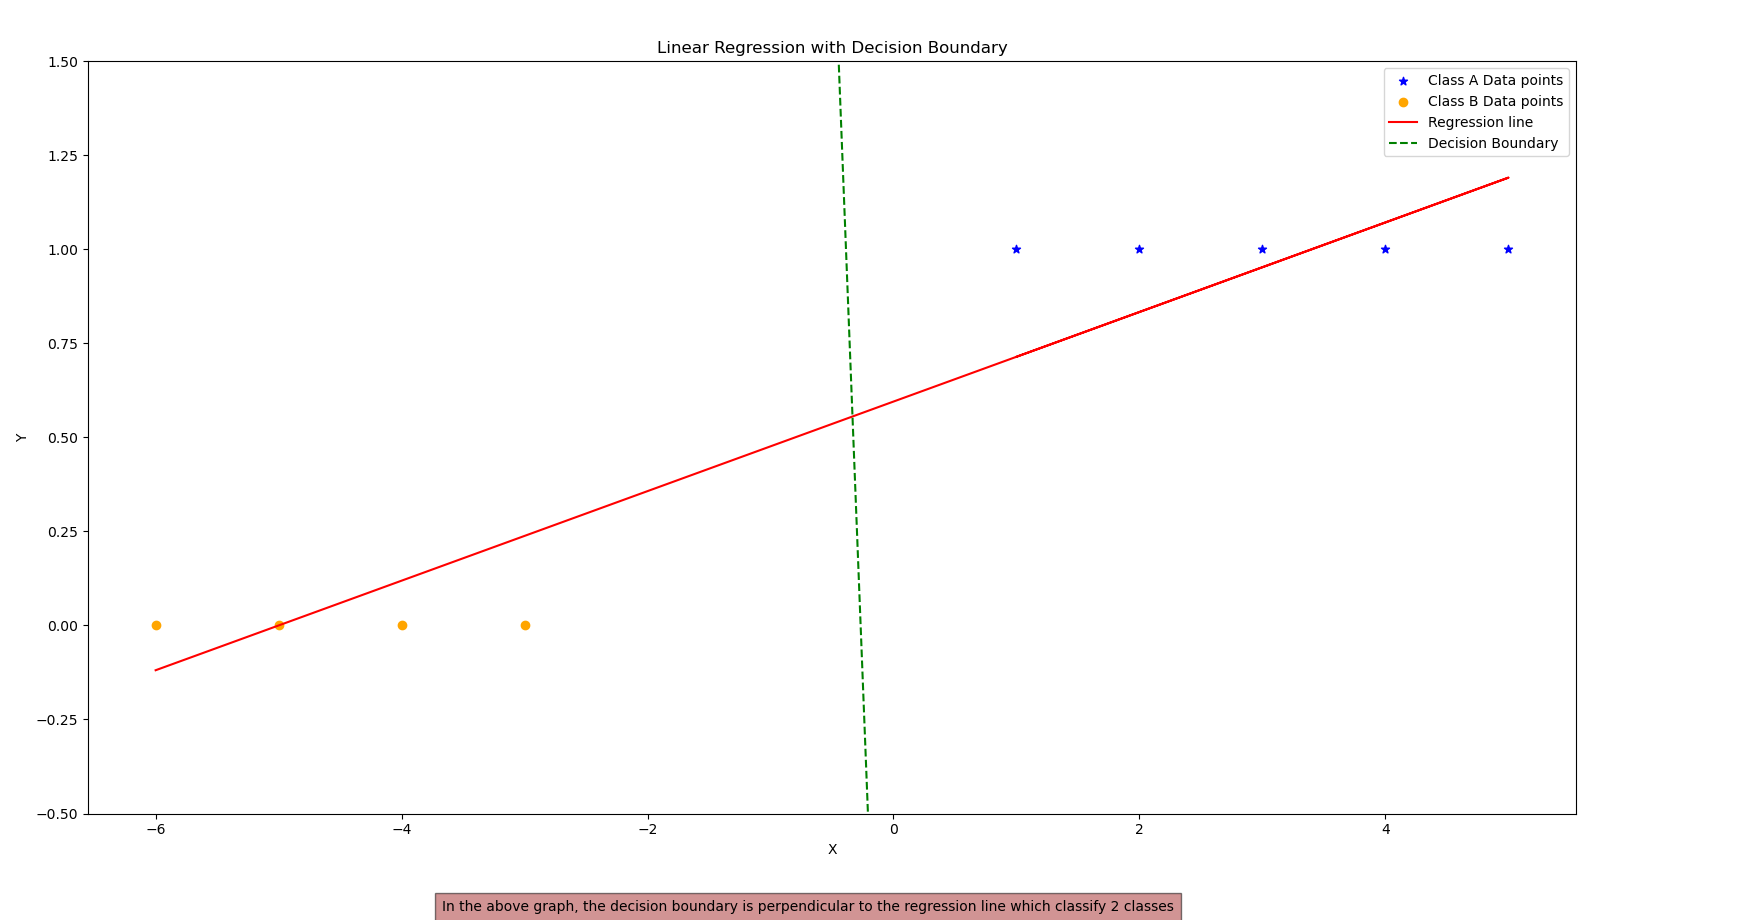 Linear Regression with Decision Boundary
1.50
1.25
1.00
0.75
0.50
0.25
0.00
−0.25
−0.50
Y
Class A Data points
Class B Data points
Regression line
Decision Boundary
−6
−4
−2
0
2
4
X
In the above graph, the decision boundary is perpendicular to the regression line which classify 2 classes